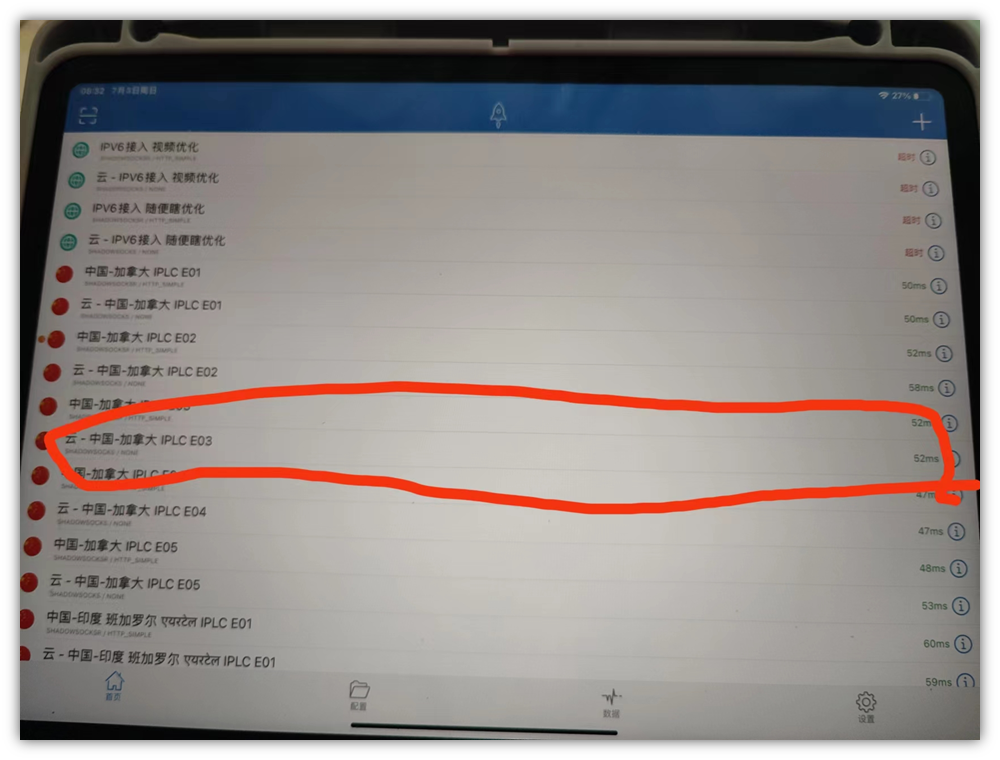 08:32 7月3日周日
27%
IPV6接入 视频优化
SHADOWSOCKSR / HTTP_SIMPLE
超时
云 - IPV6接入 视频优化
SHADOWSOCKS / NONE
超时
IPV6接入 随便瞎优化
SHADOWSOCKSR / HTTP_SIMPLE
超时
云 - IPV6接入 随便瞎优化
SHADOWSOCKS / NONE
超时
中国-加拿大 IPLC E01
SHADOWSOCKSR / HTTP_SIMPLE
50ms
云 - 中国-加拿大 IPLC E01
SHADOWSOCKS / NONE
50ms
中国-加拿大 IPLC E02
SHADOWSOCKSR / HTTP_SIMPLE
52ms
云 - 中国-加拿大 IPLC E02
SHADOWSOCKS / NONE
58ms
中国-加拿大
HTTP_SIMPLE
云 - 中国-加拿大 IPLC E03
SHADOWSOCKS / NONE
52ms
中国-加拿大 IPLC
HTTP_SIMPLE
47ms
云 - 中国-加拿大 IPLC E04
SHADOWSOCKS / NONE
47ms
中国-加拿大 IPLC E05
SHADOWSOCKSR / HTTP_SIMPLE
48ms
云 - 中国-加拿大 IPLC E05
SHADOWSOCKS / NONE
53ms
中国-印度 班加罗尔 एयरटेल IPLC E01
SHADOWSOCKSR / HTTP_SIMPLE
60ms
云 - 中国-印度 班加罗尔 एयरटेल IPLC E01
59ms
首页 配置 数据 设置